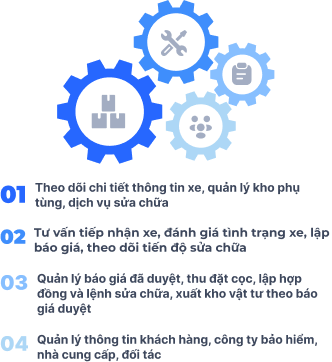 01 Theo dõi chi tiết thông tin xe, quản lý kho phụ
tùng, dịch vụ sửa chữa
02 Tư vấn tiếp nhận xe, đánh giá tình trạng xe, lập
báo giá, theo dõi tiến độ sửa chữa
03 Quản lý báo giá đã duyệt, thu đặt cọc, lập hợp
đồng và lệnh sửa chữa, xuất kho vật tư theo báo
giá duyệt
04 Quản lý thông tin khách hàng, công ty bảo hiểm,
nhà cung cấp, đối tác